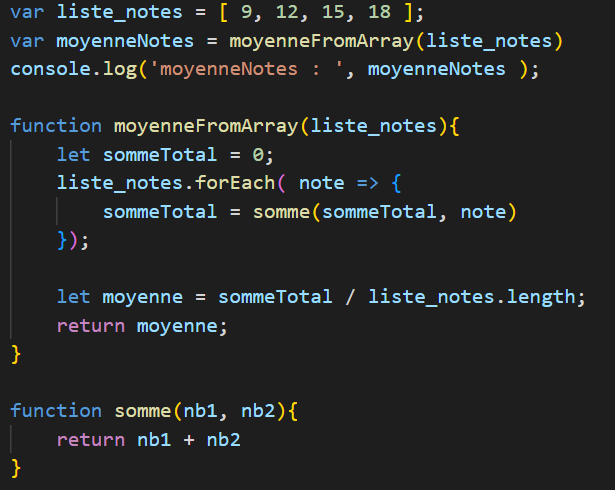 var liste_notes = [ 9, 12, 15, 18 ];
var moyenneNotes = moyenneFromArray(liste_notes)
console.log('moyenneNotes : ', moyenneNotes );

function moyenneFromArray(liste_notes){
    let sommeTotal = 0;
    liste_notes.forEach( note => {
        sommeTotal = somme(sommeTotal, note)
    });

    let moyenne = sommeTotal / liste_notes.length;
    return moyenne;
}

function somme(nb1, nb2){
    return nb1 + nb2
}